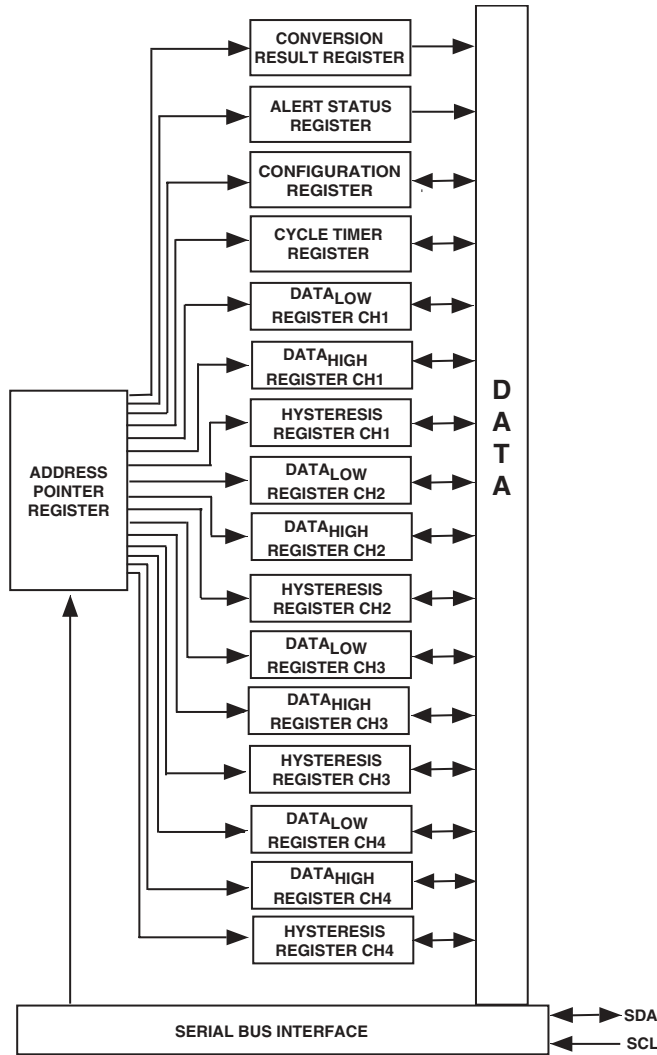 CONVERSION
RESULT REGISTER
ALERT STATUS
REGISTER
CONFIGURATION
REGISTER
CYCLE TIMER
REGISTER
DATALOW
REGISTER CH1
DATAHIGH
REGISTER CH1
HYSTERESIS
REGISTER CH1
DATALOW
REGISTER CH2
DATAHIGH
REGISTER CH2
HYSTERESIS
REGISTER CH2
DATALOW
REGISTER CH3
DATAHIGH
REGISTER CH3
HYSTERESIS
REGISTER CH3
DATALOW
REGISTER CH4
DATAHIGH
REGISTER CH4
HYSTERESIS
REGISTER CH4
ADDRESS
POINTER
REGISTER
D
A
T
A
SERIAL BUS INTERFACE
SDA
SCL